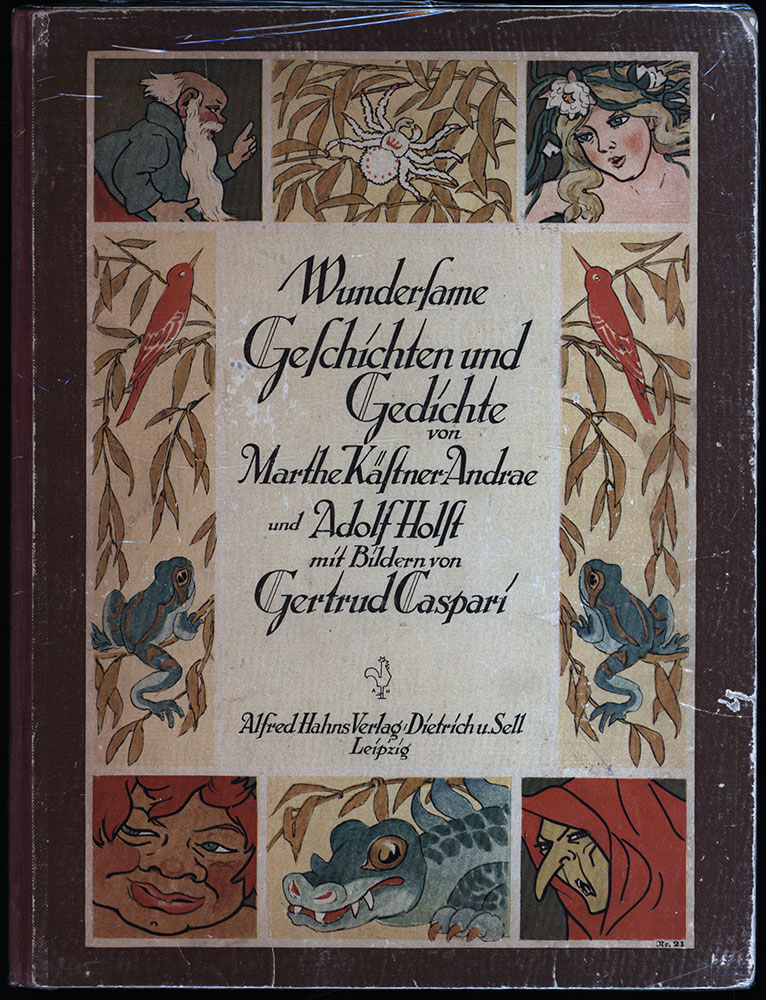 Wunderſame
Geſchichten und
Gedichte
von
Marthe Käſtner-Andrae
und Adolf Holſt
mit Bildern von
Gertrud Caspari
A H
Alfred Hahns Verlag, Dietrich u. Sell
Leipzig
Nr. 21